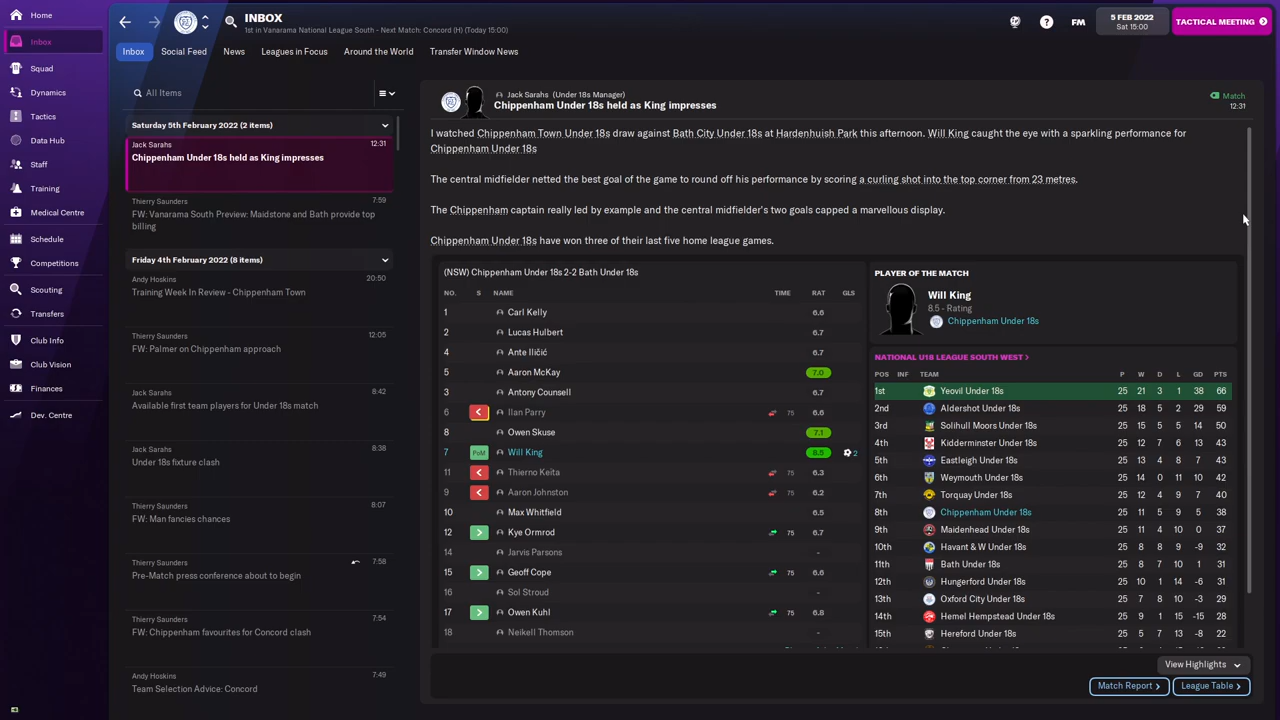 Home
Inbox
Squad
Dynamics
Tactics
Data Hub
Staff
Training
Medical Centre
Schedule
Competitions
Scouting
Transfers
Club Info
Club Vision
Finances
Dev. Centre
INBOX
1st in Vanarama National League South - Next Match: Concord (H) (Today 15:00)
FM
5 FEB 2022
Sat 15:00
TACTICAL MEETING
Inbox Social Feed News Leagues in Focus Around the World Transfer Window News
All Items
Saturday 5th February 2022 (2 items)
Jack Sarahs 12:31
Chippenham Under 18s held as King impresses
Thierry Saunders 7:59
FW: Vanarama South Preview: Maidstone and Bath provide top
billing
Friday 4th February 2022 (8 items)
Andy Hoskins 20:50
Training Week In Review - Chippenham Town
Thierry Saunders 12:05
FW: Palmer on Chippenham approach
Jack Sarahs 8:42
Available first team players for Under 18s match
Jack Sarahs 8:38
Under 18s fixture clash
Thierry Saunders 8:07
FW: Man fancies chances
Thierry Saunders 7:58
Pre-Match press conference about to begin
Thierry Saunders 7:54
FW: Chippenham favourites for Concord clash
Andy Hoskins 7:49
Team Selection Advice: Concord
Jack Sarahs (Under 18s Manager)
Chippenham Under 18s held as King impresses
Match
12:31
I watched Chippenham Town Under 18s draw against Bath City Under 18s at Hardenhuish Park this afternoon. Will King caught the eye with a sparkling performance for
Chippenham Under 18s
The central midfielder netted the best goal of the game to round off his performance by scoring a curling shot into the top corner from 23 metres.
The Chippenham captain really led by example and the central midfielder's two goals capped a marvellous display.
Chippenham Under 18s have won three of their last five home league games.
(NSW) Chippenham Under 18s 2-2 Bath Under 18s
NO. S NAME TIME RAT GLS
1 Carl Kelly 6.6
2 Lucas Hulbert 6.7
4 Ante Iličić 6.7
5 Aaron McKay 7.0
3 Antony Counsell 6.7
6 Ilan Parry 75 6.6
8 Owen Skuse 7.1
7 PoM Will King 8.5 2
11 Thierno Keita 75 6.3
9 Aaron Johnston 75 6.2
10 Max Whitfield 6.5
12 Kye Ormrod 75 6.6
14 Jarvis Parsons -
15 Geoff Cope 75 6.6
16 Sol Stroud -
17 Owen Kuhl 75 6.8
18 Neikell Thomson -
PLAYER OF THE MATCH
Will King
8.5 - Rating
Chippenham Under 18s
NATIONAL U18 LEAGUE SOUTH WEST >
POS INF TEAM P W D L GD PTS
1st Yeovil Under 18s 25 21 3 1 38 66
2nd Aldershot Under 18s 25 18 5 2 29 59
3rd Solihull Moors Under 18s 25 15 5 5 14 50
4th Kidderminster Under 18s 25 12 7 6 13 43
5th Eastleigh Under 18s 25 13 4 8 7 43
6th Weymouth Under 18s 25 14 0 11 10 42
7th Torquay Under 18s 25 12 4 9 7 40
8th Chippenham Under 18s 25 11 5 9 5 38
9th Maidenhead Under 18s 25 11 4 10 0 37
10th Havant & W Under 18s 25 8 8 9 -9 32
11th Bath Under 18s 25 8 7 10 1 31
12th Hungerford Under 18s 25 10 1 14 -6 31
13th Oxford City Under 18s 25 7 8 10 -3 29
14th Hemel Hempstead Under 18s 25 9 1 15 -15 28
15th Hereford Under 18s 25 5 7 13 -8 22
View Highlights
Match Report >
League Table >